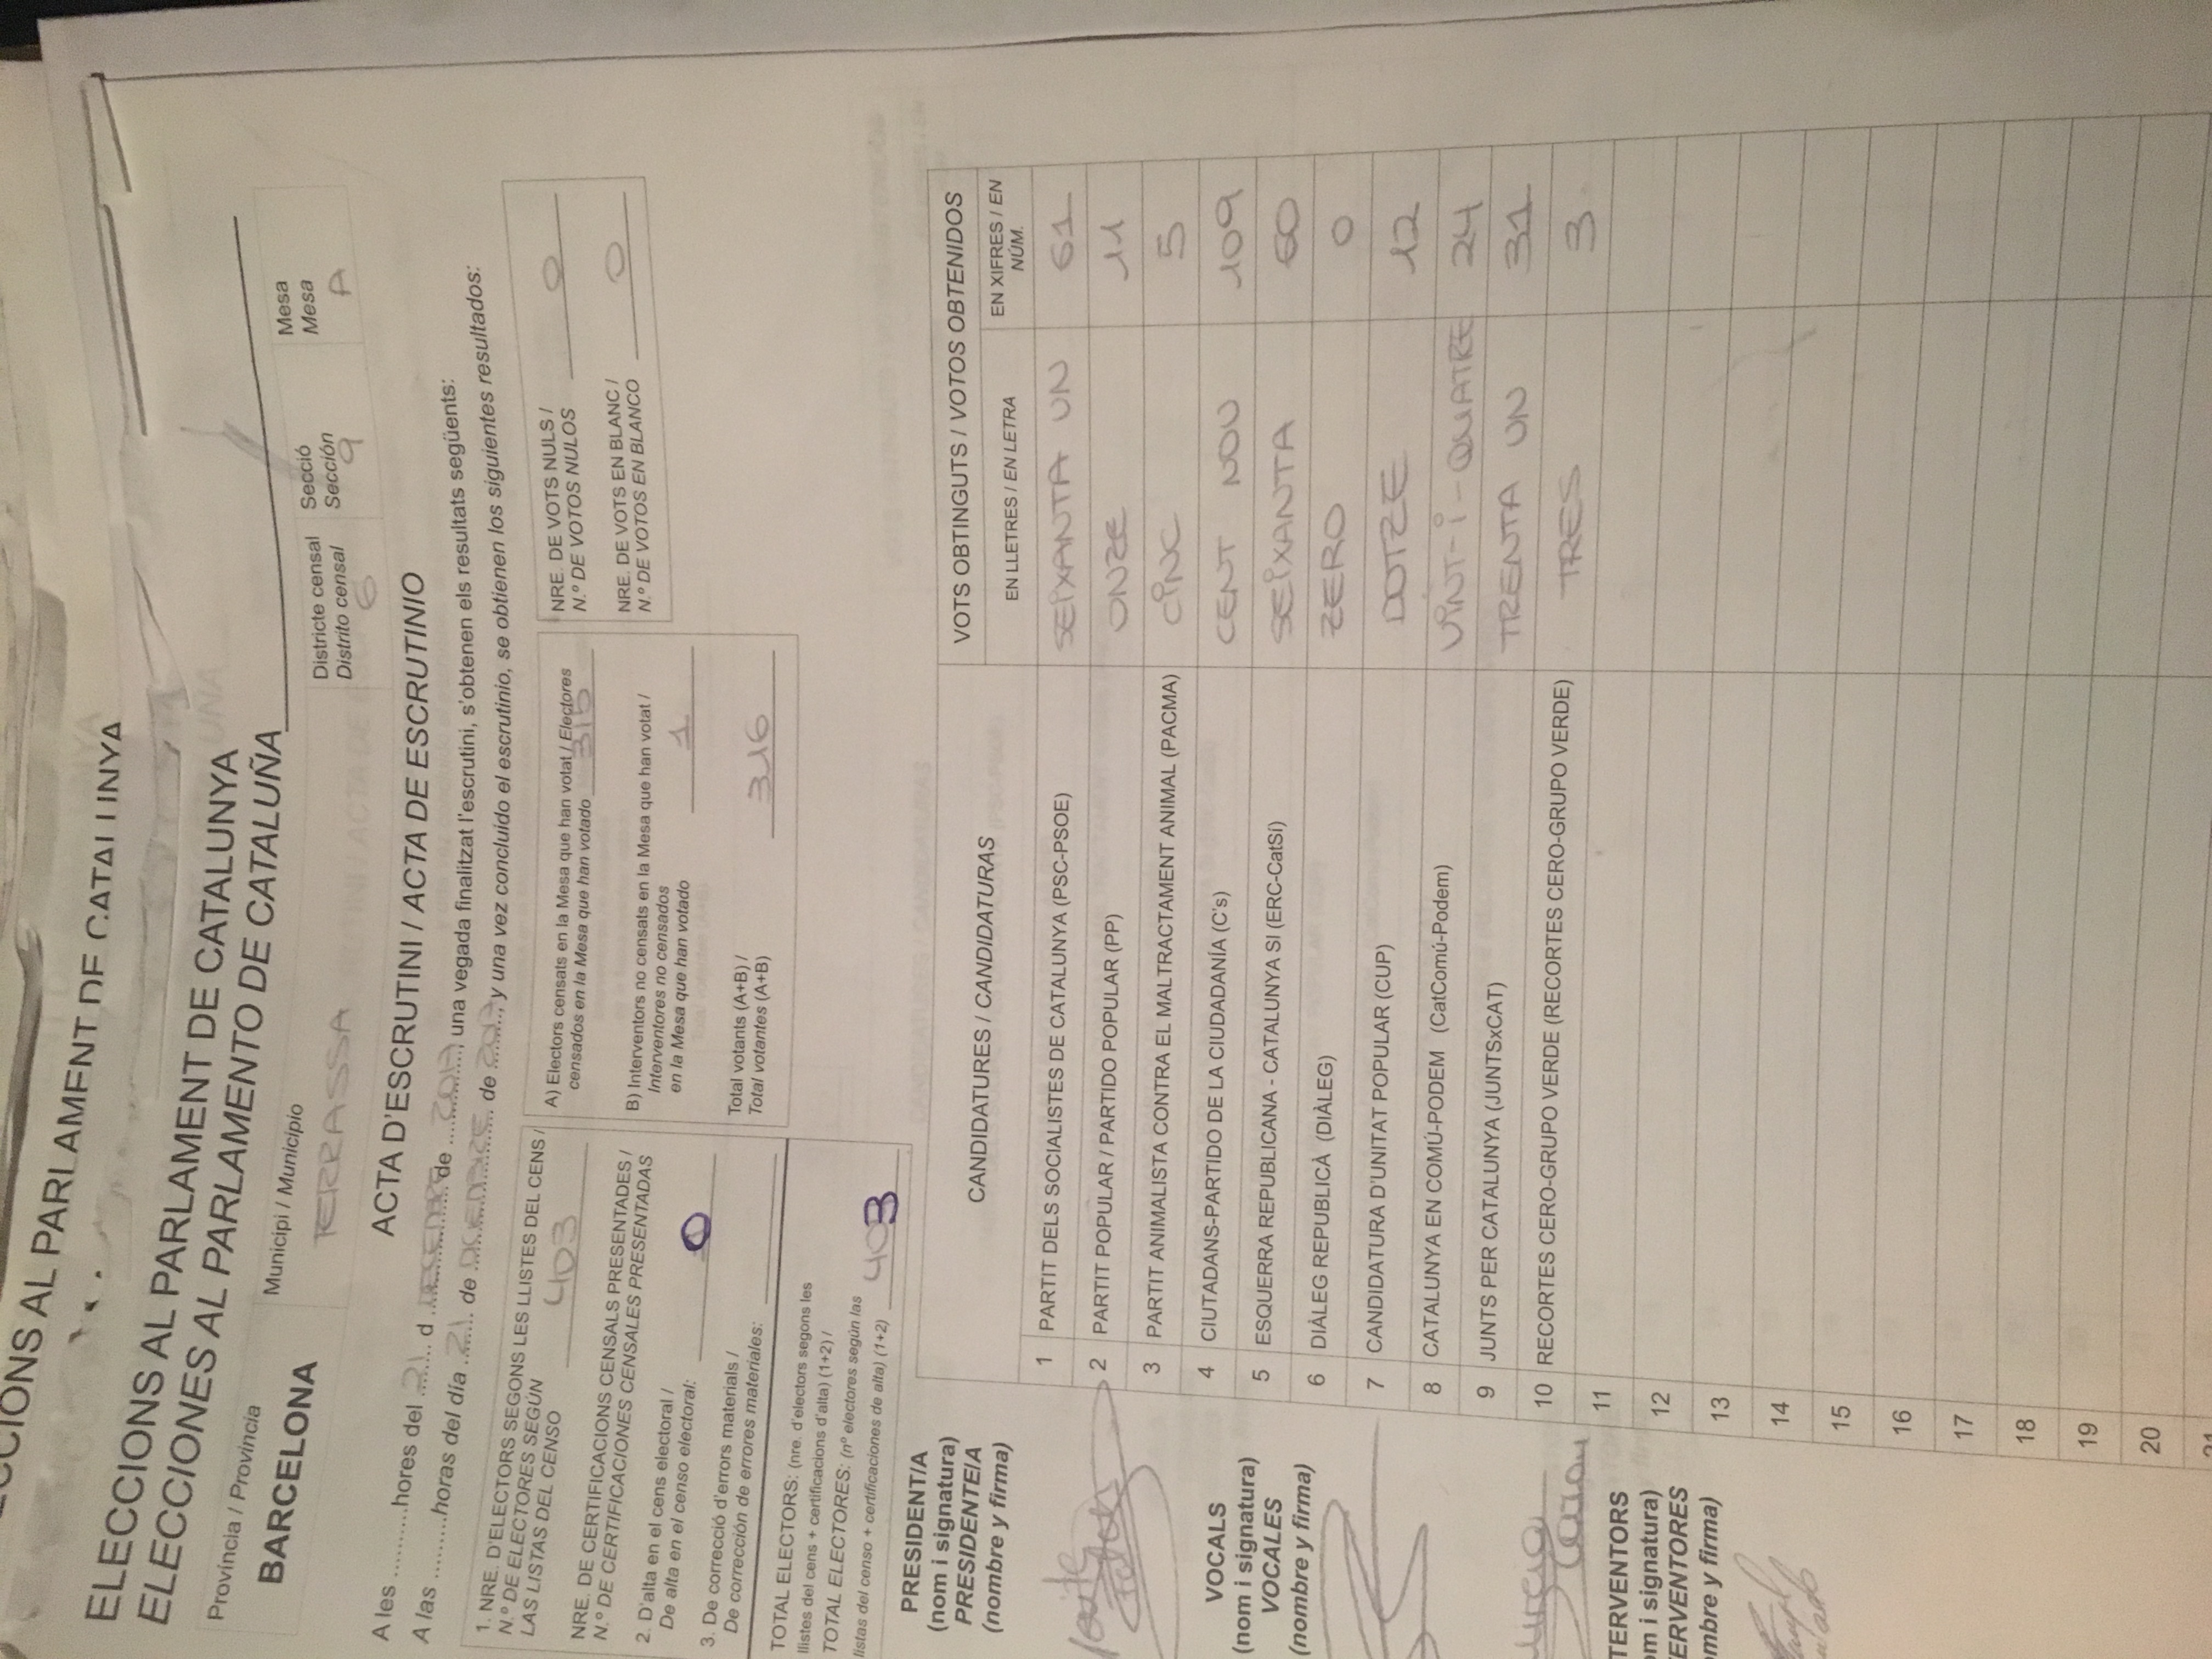 ELECCIONS AL PARLAMENT DE CATALUNYA
ELECCIONS AL PARLAMENT DE CATALUNYA
ELECCIONES AL PARLAMENTO DE CATALUÑA
Província / Provincia
BARCELONA
Municipi / Municipio
TERRASSA
Districte censal
Distrito censal
6
Secció
Sección
9
Mesa
Mesa
A
ACTA D'ESCRUTINI / ACTA DE ESCRUTINIO
A les ..........hores del 21 d DECEMBRE de 2017, una vegada finalitzat l'escrutini, s'obtenen els resultats següents:
A las .........horas del día 21 de DICIEMBRE de 2017, y una vez concluido el escrutinio, se obtienen los siguientes resultados:
1. NRE. D'ELECTORS SEGONS LES LLISTES DEL CENS /
N.º DE ELECTORES SEGÚN
LAS LISTAS DEL CENSO 403
NRE. DE CERTIFICACIONS CENSALS PRESENTADES /
N.º DE CERTIFICACIONES CENSALES PRESENTADAS
2. D'alta en el cens electoral /
De alta en el censo electoral: 0
3. De correcció d'errors materials /
De corrección de errores materiales:
TOTAL ELECTORS: (nre. d'electors segons les
llistes del cens + certificacions d'alta) (1+2) /
TOTAL ELECTORES: (nº electores según las
listas del censo + certificaciones de alta) (1+2) 403
A) Electors censats en la Mesa que han votat / Electores
censados en la Mesa que han votado 315
B) Interventors no censats en la Mesa que han votat /
Interventores no censados
en la Mesa que han votado 1
Total votants (A+B) /
Total votantes (A+B) 316
NRE. DE VOTS NULS /
N.º DE VOTOS NULOS 0
NRE. DE VOTS EN BLANC /
N.º DE VOTOS EN BLANCO 0
PRESIDENT/A
(nom i signatura)
PRESIDENTE/A
(nombre y firma)
VOCALS
(nom i signatura)
VOCALES
(nombre y firma)
TERVENTORS
om i signatura)
ERVENTORES
ombre y firma)
CANDIDATURES / CANDIDATURAS
VOTS OBTINGUTS / VOTOS OBTENIDOS
EN LLETRES / EN LETRA
EN XIFRES / EN
NÚM.
1 PARTIT DELS SOCIALISTES DE CATALUNYA (PSC-PSOE) SEIXANTA UN 61
2 PARTIT POPULAR / PARTIDO POPULAR (PP) ONZE 11
3 PARTIT ANIMALISTA CONTRA EL MALTRACTAMENT ANIMAL (PACMA) CINC 5
4 CIUTADANS-PARTIDO DE LA CIUDADANÍA (C's) CENT NOU 109
5 ESQUERRA REPUBLICANA - CATALUNYA SI (ERC-CatSí) SEIXANTA 60
6 DIÀLEG REPUBLICÀ (DIÀLEG) ZERO 0
7 CANDIDATURA D'UNITAT POPULAR (CUP) DOTZE 12
8 CATALUNYA EN COMÚ-PODEM (CatComú-Podem) VINT-I-QUATRE 24
9 JUNTS PER CATALUNYA (JUNTSxCAT) TRENTA UN 31
10 RECORTES CERO-GRUPO VERDE (RECORTES CERO-GRUPO VERDE) TRES 3
11
12
13
14
15
16
17
18
19
20
21